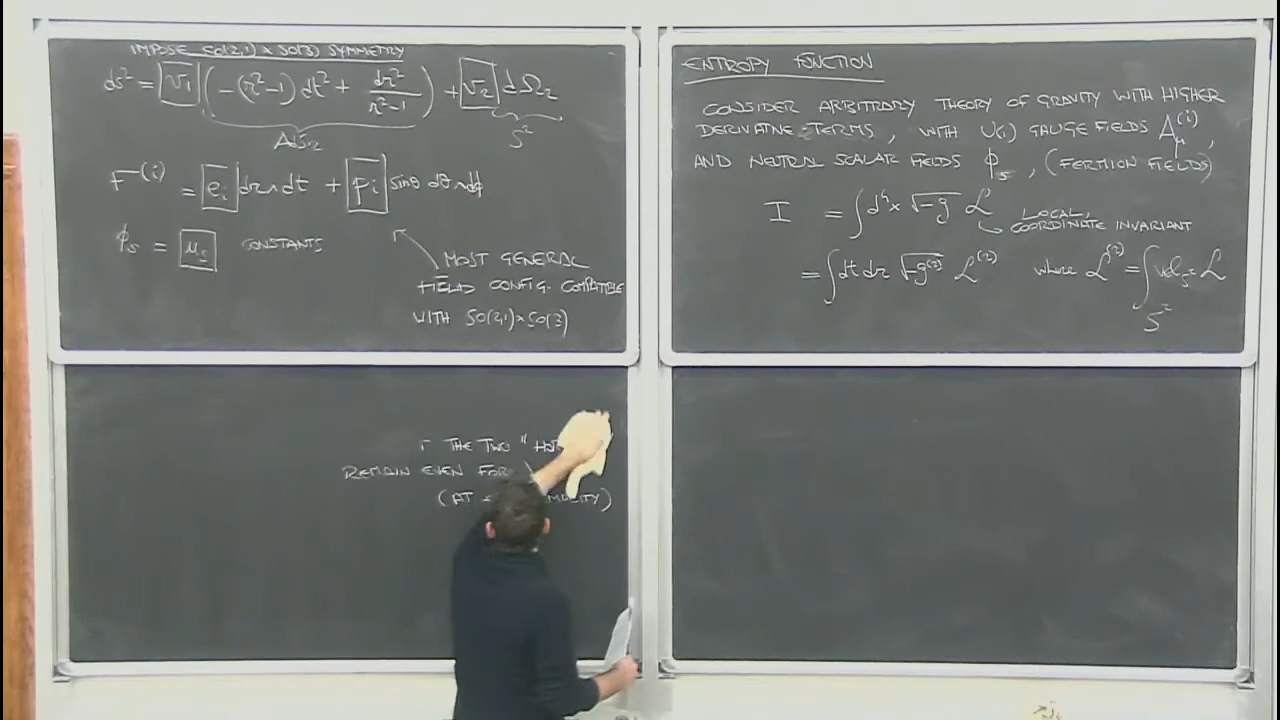 IMPOSE SO(2,1) × SO(3) SYMMETRY
ds² = v₁ (−(r²−1)dt² + dr²/(r²−1)) + v₂ dΩ₂
AdS₂ S²
F⁽ⁱ⁾ = eᵢ dr∧dt + pᵢ sinθ dθ∧dϕ
ϕₛ = uₛ CONSTANTS
MOST GENERAL
FIELD CONFIG. COMPATIBLE
WITH SO(2,1)×SO(3)
ENTROPY FUNCTION
CONSIDER ARBITRARY THEORY OF GRAVITY WITH HIGHER
DERIVATIVE TERMS, WITH U(1) GAUGE FIELDS A_μ⁽ⁱ⁾,
AND NEUTRAL SCALAR FIELDS ϕₛ, (FERMION FIELDS)
I = ∫d⁴x √−g ℒ LOCAL,
COORDINATE INVARIANT
= ∫dt dr √−g⁽²⁾ ℒ⁽²⁾ where ℒ⁽²⁾ = ∫ vol_S² ℒ
S²
THE TWO "
REMAIN EVEN FOR
(AT